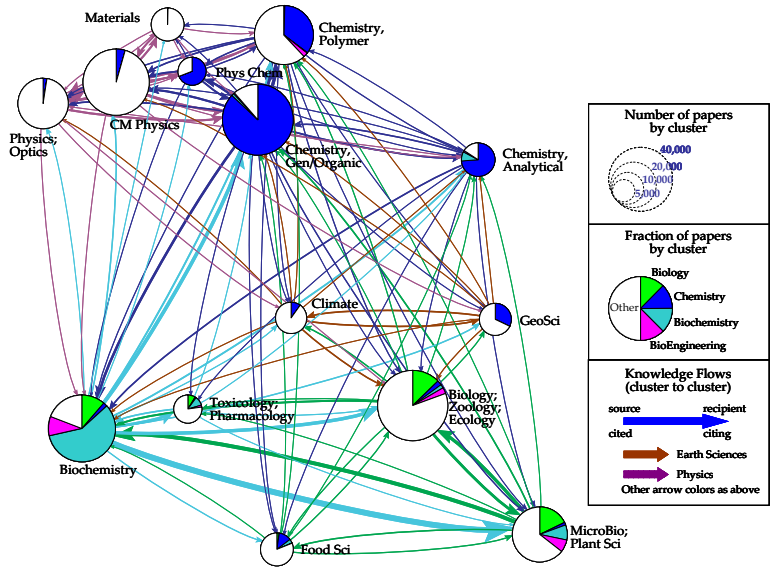 Materials
Chemistry,
Polymer
Phys Chem
CM Physics
Physics;
Optics
Chemistry,
Gen/Organic
Chemistry,
Analytical
Climate
GeoSci
Toxicology;
Pharmacology
Biology;
Zoology;
Ecology
Biochemistry
Food Sci
MicroBio;
Plant Sci
Number of papers
by cluster
40,000
20,000
10,000
5,000
Fraction of papers
by cluster
Biology
Other
Chemistry
Biochemistry
BioEngineering
Knowledge Flows
(cluster to cluster)
source recipient
cited citing
Earth Sciences
Physics
Other arrow colors as above